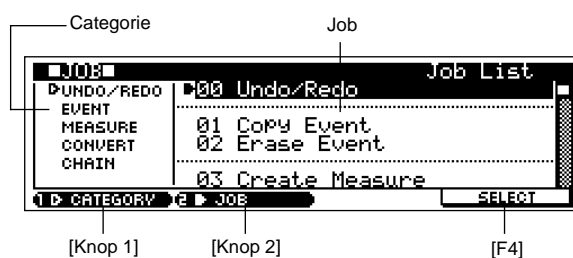 Categorie
Job
JOB
Job List
UNDO/REDO
EVENT
MEASURE
CONVERT
CHAIN
00 Undo/Redo
01 Copy Event
02 Erase Event
03 Create Measure
1 CATEGORY
2 JOB
SELECT
[Knop 1]
[Knop 2]
[F4]